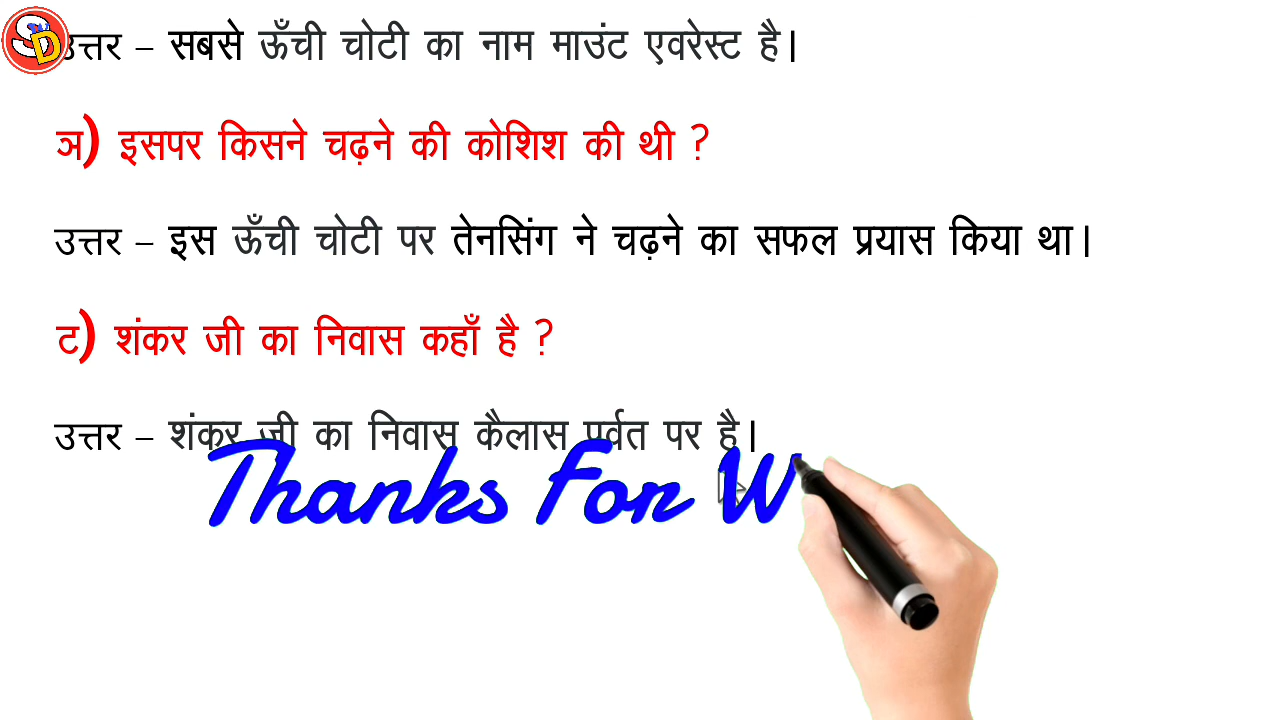 उत्तर – सबसे ऊँची चोटी का नाम माउंट एवरेस्ट है।
ञ) इसपर किसने चढ़ने की कोशिश की थी ?
उत्तर – इस ऊँची चोटी पर तेनसिंग ने चढ़ने का सफल प्रयास किया था।
ट) शंकर जी का निवास कहाँ है ?
उत्तर – शंकर जी का निवास कैलास पर्वत पर है।
Thanks For W